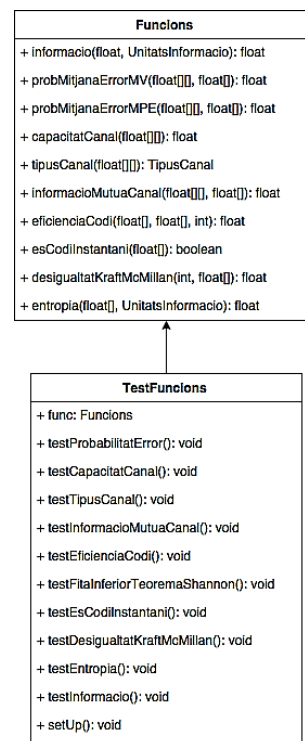 Funcions
+ informacio(float, UnitatsInformacio): float
+ probMitjanaErrorMV(float[][], float[]): float
+ probMitjanaErrorMPE(float[][], float[]): float
+ capacitatCanal(float[][]): float
+ tipusCanal(float[][]): TipusCanal
+ informacioMutuaCanal(float[][], float[]): float
+ eficienciaCodi(float[], float[], int): float
+ esCodiInstantani(float[]): boolean
+ desigualtatKraftMcMillan(int, float[]): float
+ entropia(float[], UnitatsInformacio): float
TestFuncions
+ func: Funcions
+ testProbabilitatError(): void
+ testCapacitatCanal(): void
+ testTipusCanal(): void
+ testInformacioMutuaCanal(): void
+ testEficienciaCodi(): void
+ testFitaInferiorTeoremaShannon(): void
+ testEsCodiInstantani(): void
+ testDesigualtatKraftMcMillan(): void
+ testEntropia(): void
+ testInformacio(): void
+ setUp(): void